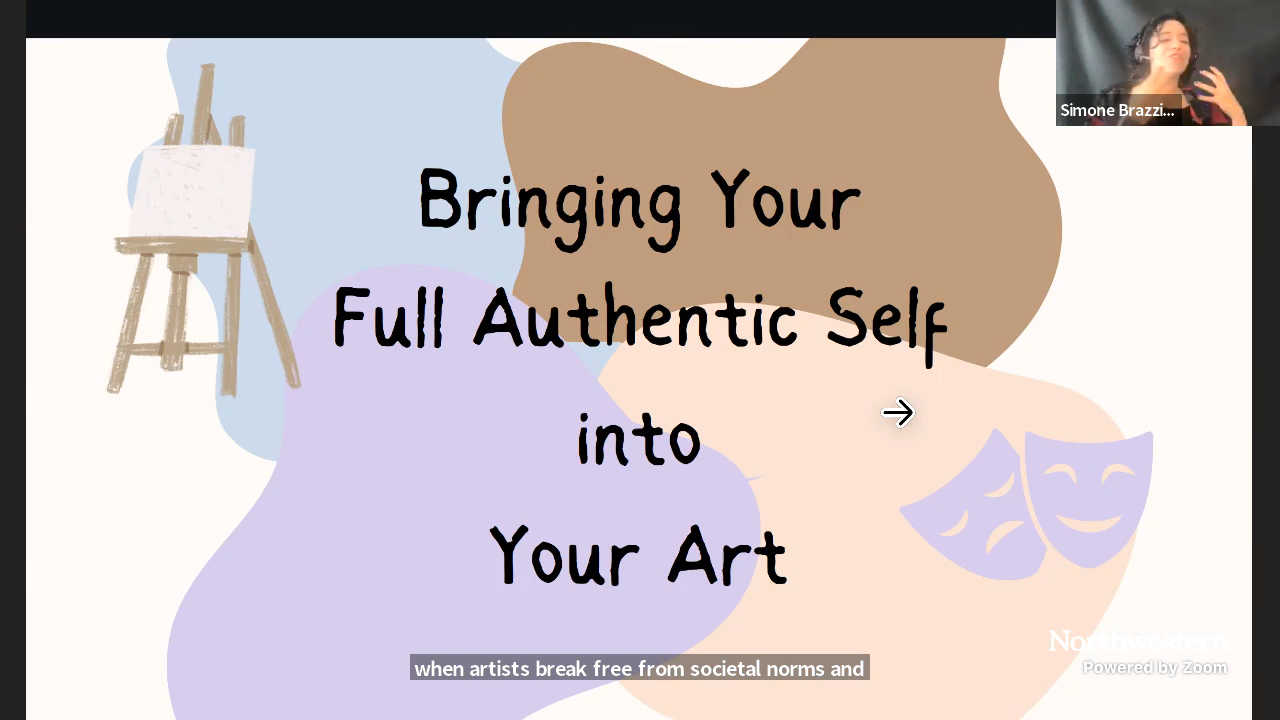 Simone Brazzi...
Bringing Your
Full Authentic Self
into
Your Art
Northwestern
Powered by Zoom
when artists break free from societal norms and